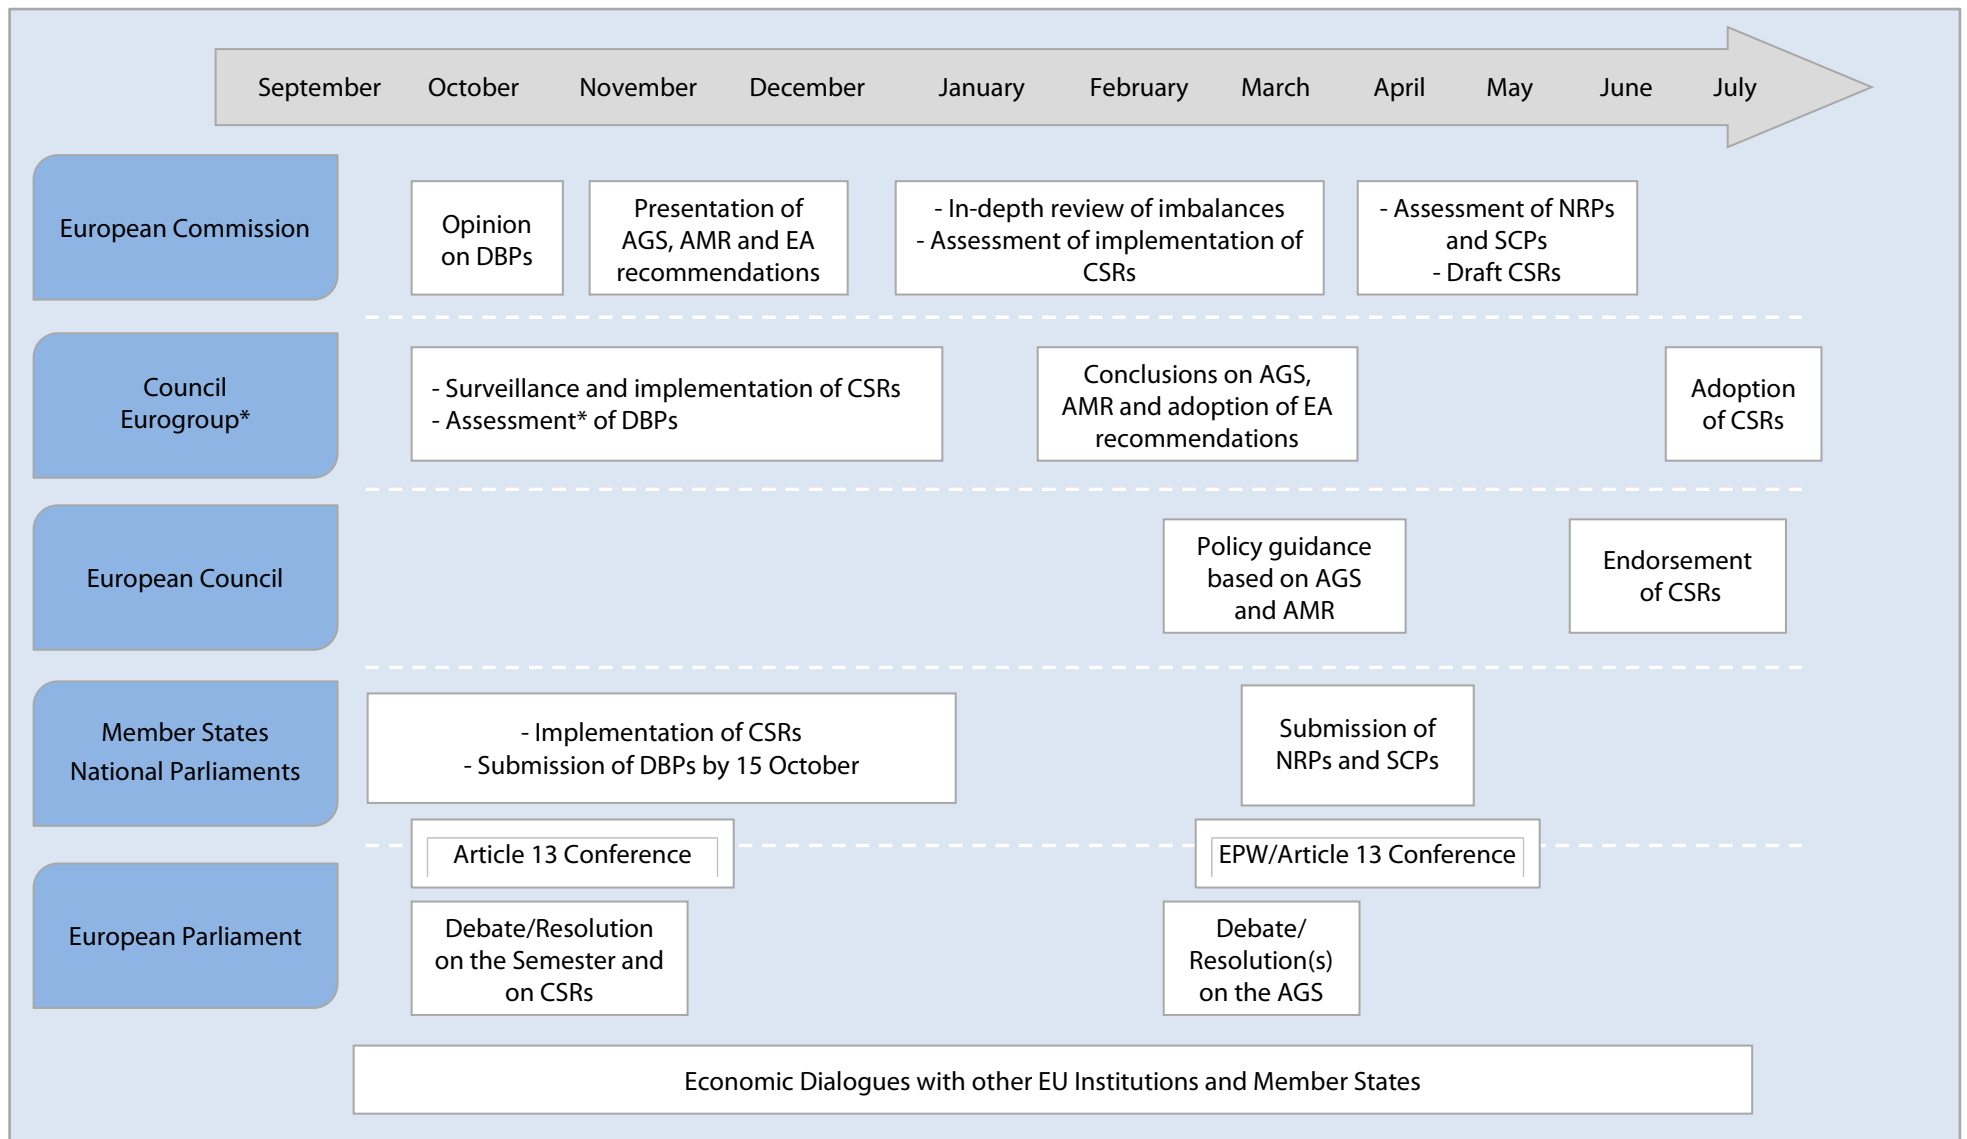 September October November December January February March April May June July
European Commission
Opinion
on DBPs
Presentation of
AGS, AMR and EA
recommendations
- In-depth review of imbalances
- Assessment of implementation of
CSRs
- Assessment of NRPs
and SCPs
- Draft CSRs
Council
Eurogroup*
- Surveillance and implementation of CSRs
- Assessment* of DBPs
Conclusions on AGS,
AMR and adoption of EA
recommendations
Adoption
of CSRs
European Council
Policy guidance
based on AGS
and AMR
Endorsement
of CSRs
Member States
National Parliaments
- Implementation of CSRs
- Submission of DBPs by 15 October
Submission of
NRPs and SCPs
Article 13 Conference
EPW/Article 13 Conference
European Parliament
Debate/Resolution
on the Semester and
on CSRs
Debate/
Resolution(s)
on the AGS
Economic Dialogues with other EU Institutions and Member States